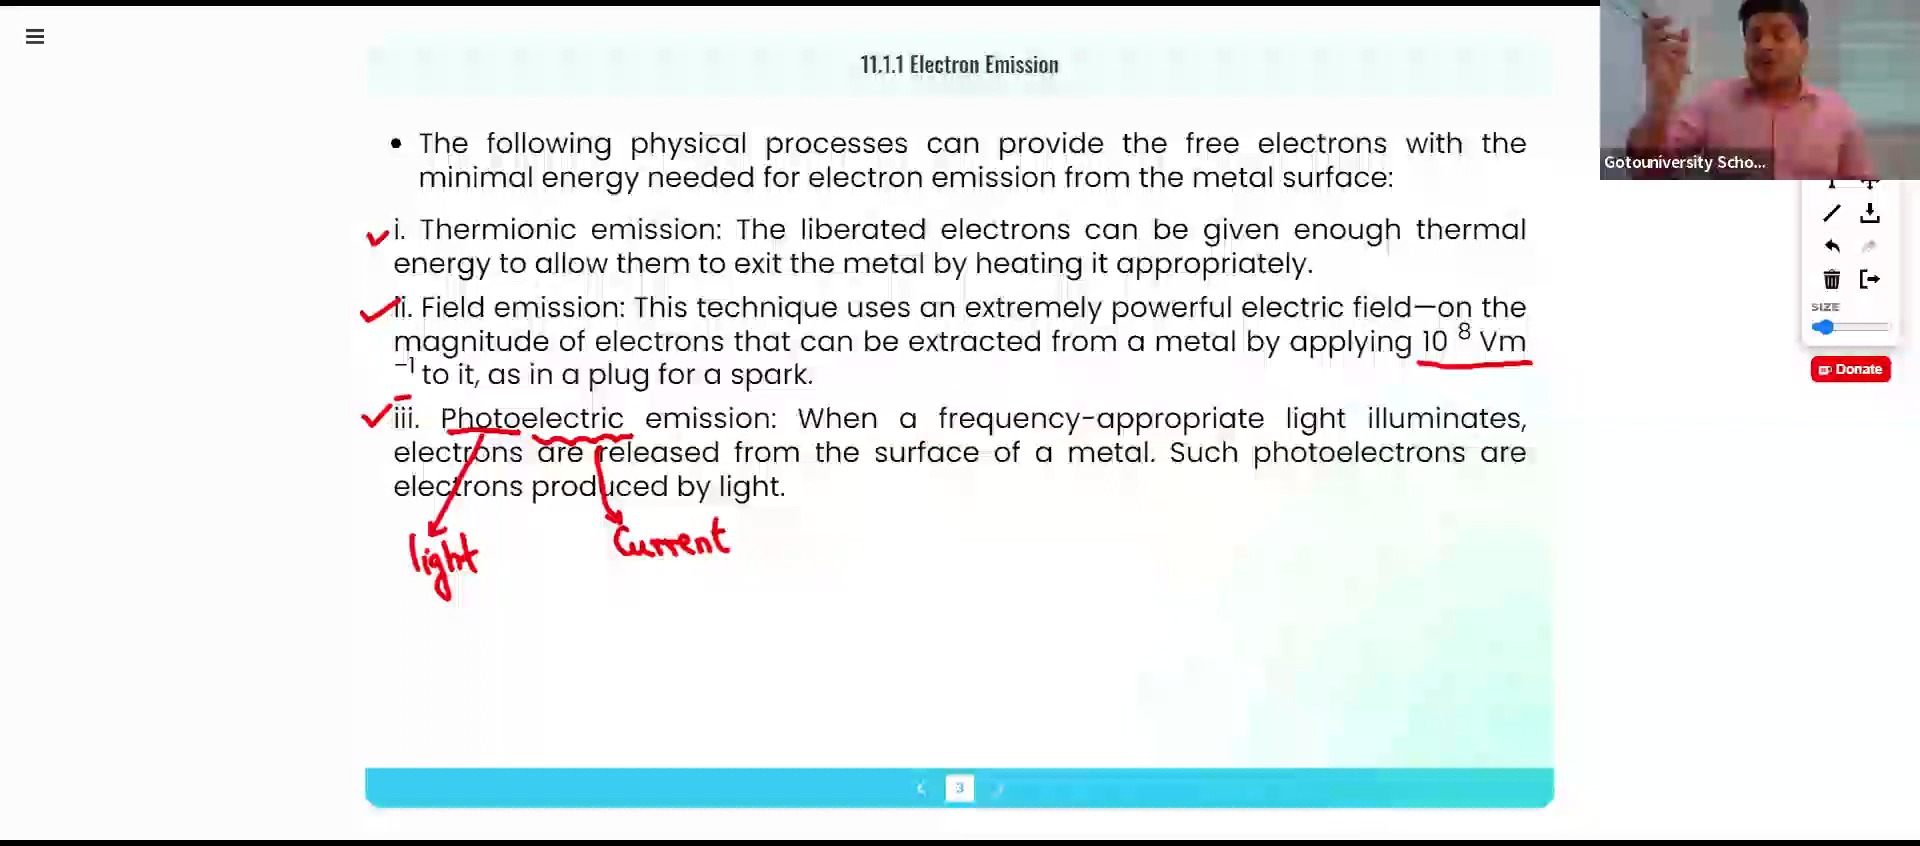 11.1.1 Electron Emission
Gotouniversity Scho...
• The following physical processes can provide the free electrons with the
minimal energy needed for electron emission from the metal surface:
i. Thermionic emission: The liberated electrons can be given enough thermal
energy to allow them to exit the metal by heating it appropriately.
ii. Field emission: This technique uses an extremely powerful electric field—on the
magnitude of electrons that can be extracted from a metal by applying 10 ⁸ Vm
⁻¹ to it, as in a plug for a spark.
iii. Photoelectric emission: When a frequency-appropriate light illuminates,
electrons are released from the surface of a metal. Such photoelectrons are
electrons produced by light.
light
Current
SIZE
Donate
3